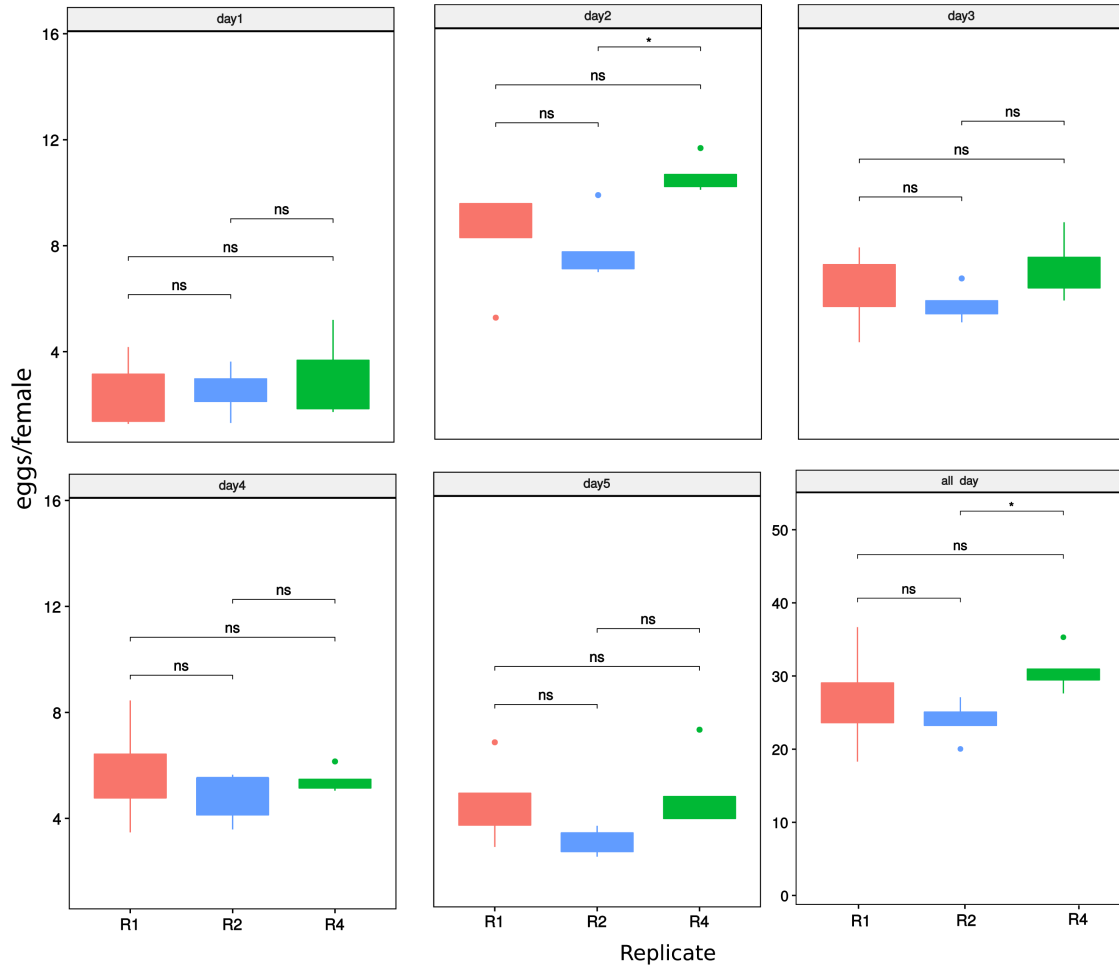 day1 day2 day3
16
12
8
4
* ns ns
ns ns ns
ns ns ns
eggs/female
day4 day5 all day
16
12
8
4
50
40
30
20
10
0
ns ns *
ns ns ns
ns ns ns
R1 R2 R4 R1 R2 R4 R1 R2 R4
Replicate